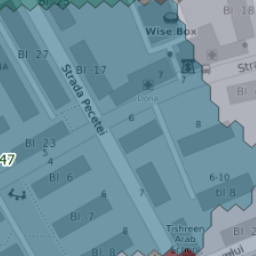 Bl. 18
Wise Box
Bl. 27
Bl. 17
7
Strada Pecetei
Dona
6
8
Bl. 23
5
4
47
Bl. 6
7
6-10
bl 8
Bl. 7
Tishreen
Arab
Bl. 8